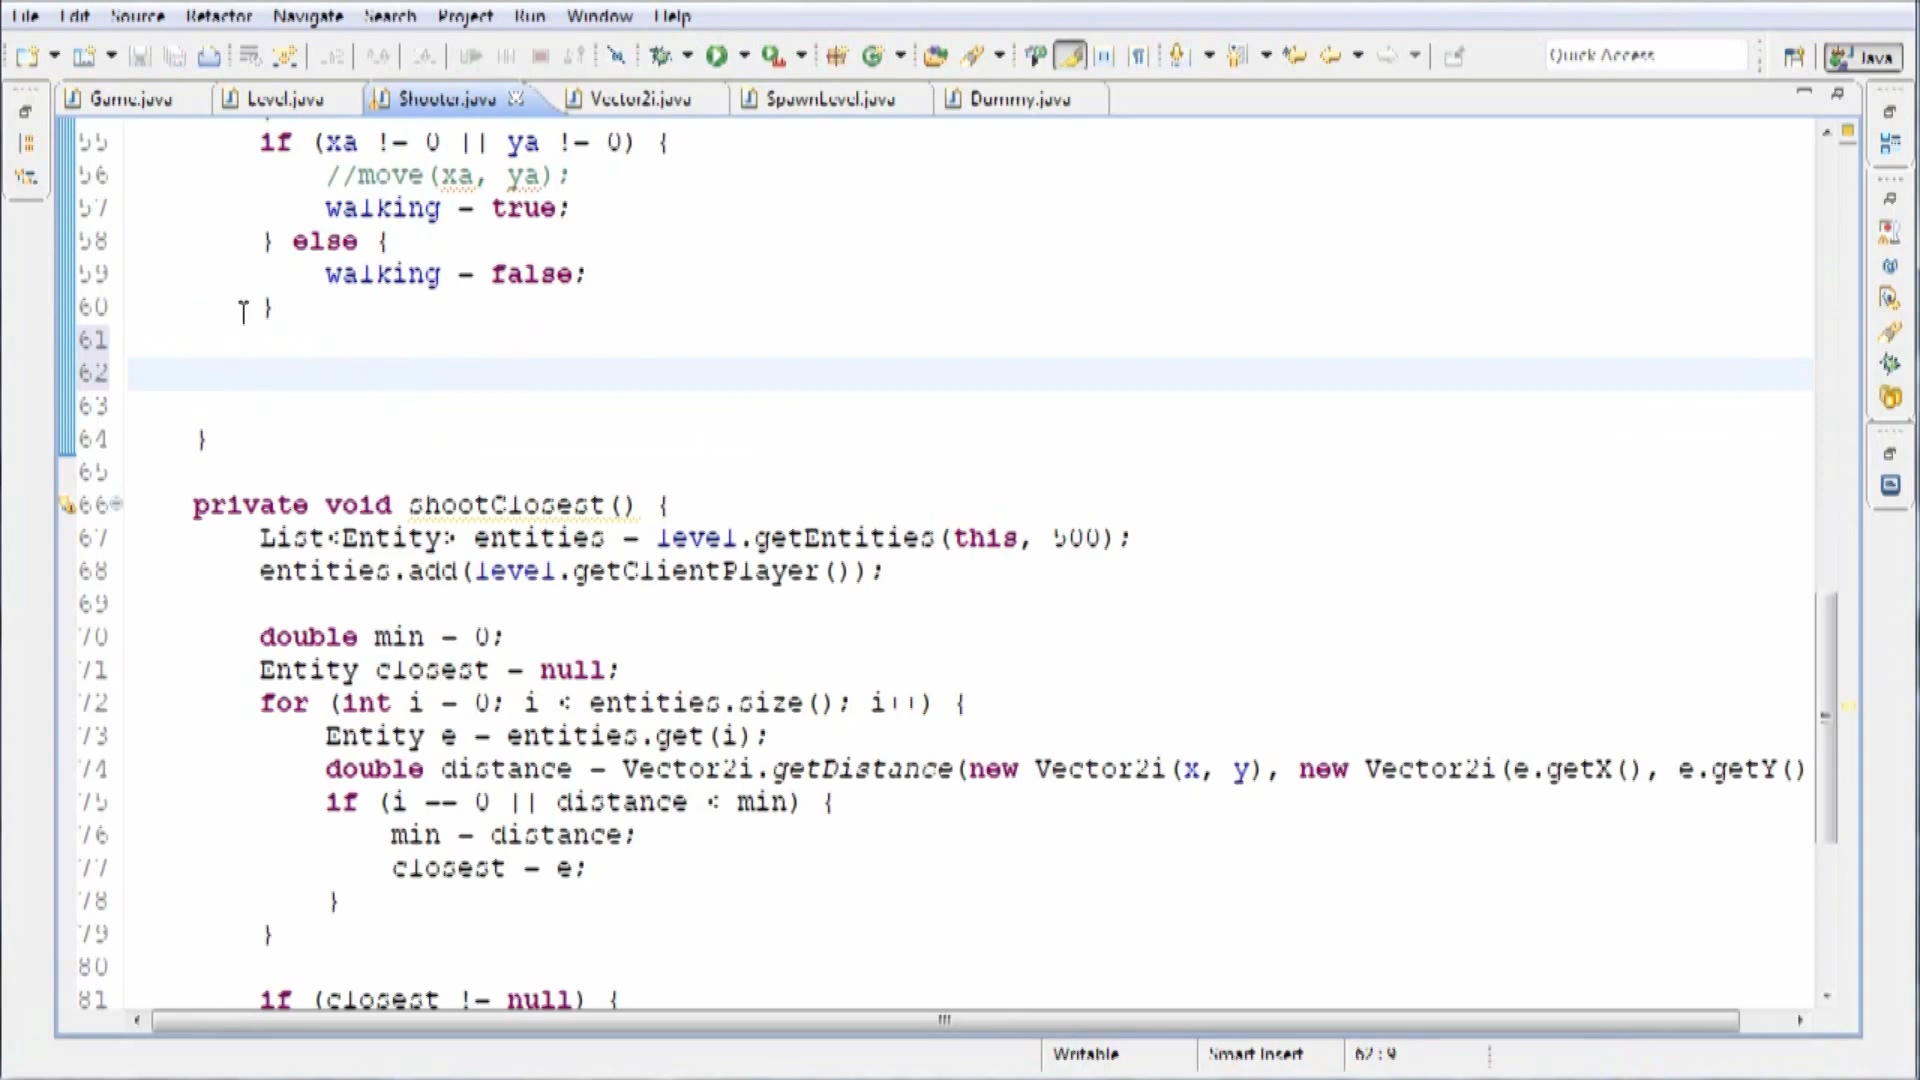 File Edit Source Refactor Navigate Search Project Run Window Help
Quick Access
Java
Game.java Level.java Shooter.java Vector2i.java SpawnLevel.java Dummy.java
55 if (xa != 0 || ya != 0) {
56 //move(xa, ya);
57 walking = true;
58 } else {
59 walking = false;
60 }
61
62
63
64 }
65
66 private void shootClosest() {
67 List<Entity> entities = level.getEntities(this, 500);
68 entities.add(level.getClientPlayer());
69
70 double min = 0;
71 Entity closest = null;
72 for (int i = 0; i < entities.size(); i++) {
73 Entity e = entities.get(i);
74 double distance = Vector2i.getDistance(new Vector2i(x, y), new Vector2i(e.getX(), e.getY()
75 if (i == 0 || distance < min) {
76 min = distance;
77 closest = e;
78 }
79 }
80
81 if (closest != null) {
Writable Smart Insert 62 : 9